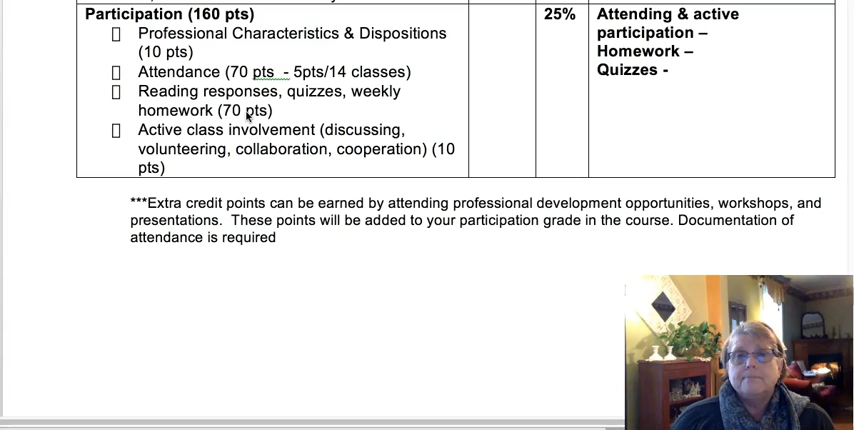 Participation (160 pts)
Professional Characteristics & Dispositions
(10 pts)
Attendance (70 pts - 5pts/14 classes)
Reading responses, quizzes, weekly
homework (70 pts)
Active class involvement (discussing,
volunteering, collaboration, cooperation) (10
pts)
25%
Attending & active
participation –
Homework –
Quizzes -
***Extra credit points can be earned by attending professional development opportunities, workshops, and
presentations. These points will be added to your participation grade in the course. Documentation of
attendance is required